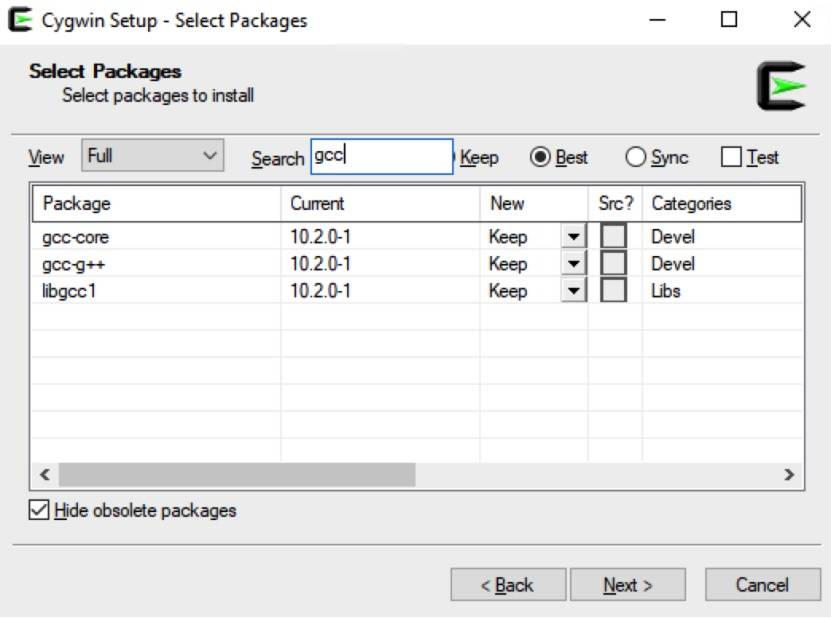 Cygwin Setup - Select Packages
Select Packages
Select packages to install
View Full Search gcc Keep Best Sync Test
Package Current New Src? Categories
gcc-core 10.2.0-1 Keep Devel
gcc-g++ 10.2.0-1 Keep Devel
libgcc1 10.2.0-1 Keep Libs
Hide obsolete packages
< Back Next > Cancel